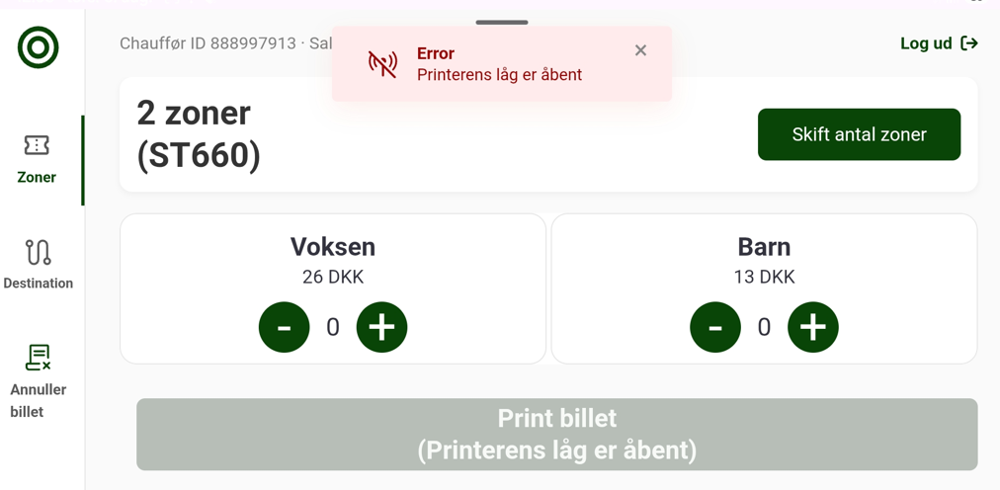 Chauffør ID 888997913 · Sal
Error
Printerens låg er åbent
Log ud
2 zoner
(ST660)
Skift antal zoner
Zoner
Destination
Annuller
billet
Voksen
26 DKK
- 0 +
Barn
13 DKK
- 0 +
Print billet
(Printerens låg er åbent)